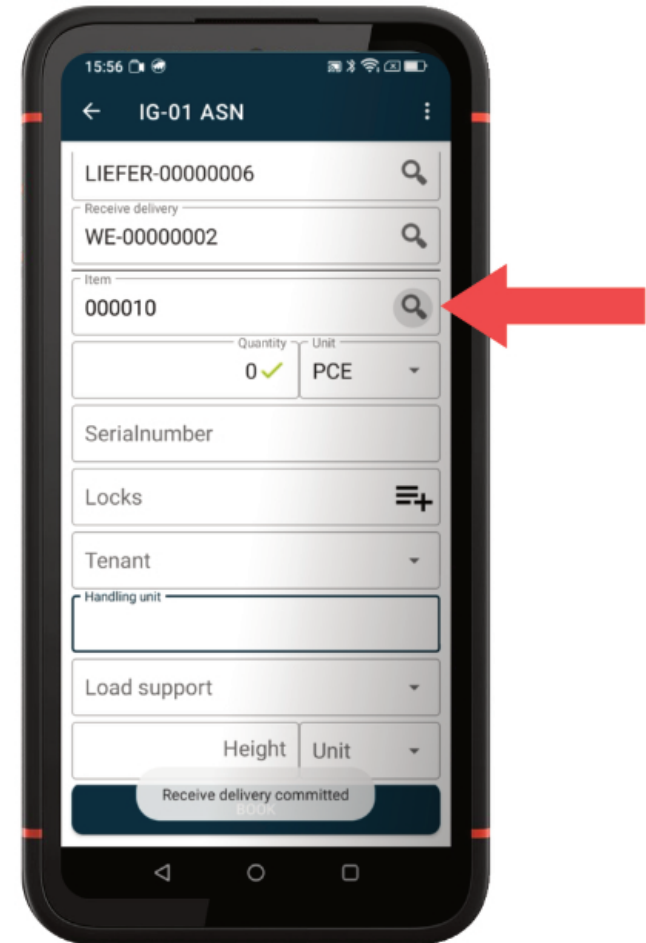 15:56
IG-01 ASN
LIEFER-00000006
Receive delivery
WE-00000002
Item
000010
Quantity Unit
0 PCE
Serialnumber
Locks
Tenant
Handling unit
Load support
Height Unit
Receive delivery committed
BOOK